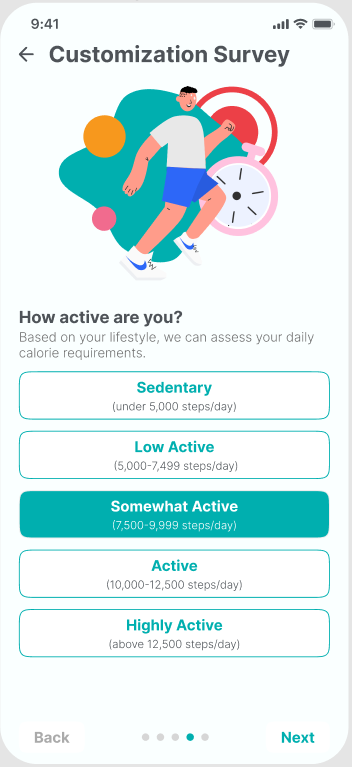 9:41
Customization Survey
How active are you?
Based on your lifestyle, we can assess your daily
calorie requirements.
Sedentary
(under 5,000 steps/day)
Low Active
(5,000-7,499 steps/day)
Somewhat Active
(7,500-9,999 steps/day)
Active
(10,000-12,500 steps/day)
Highly Active
(above 12,500 steps/day)
Back
Next